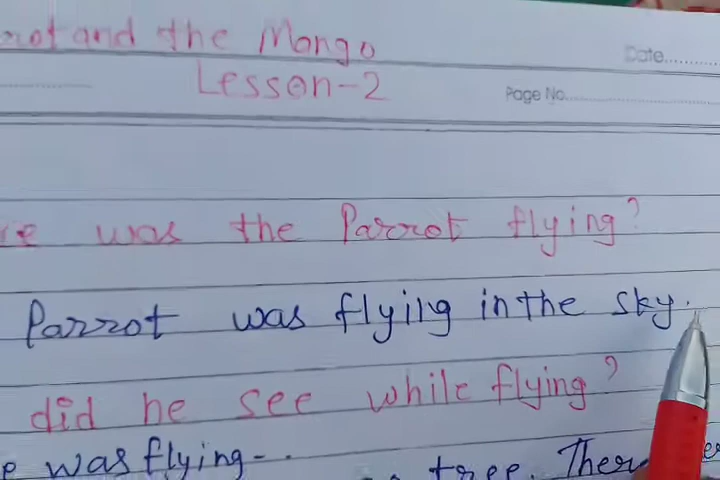 and the Mango
Date
Lesson-2
Page No.
was the Parrot flying?
Parrot was flying in the sky.
did he see while flying?
was flying-
tree. There